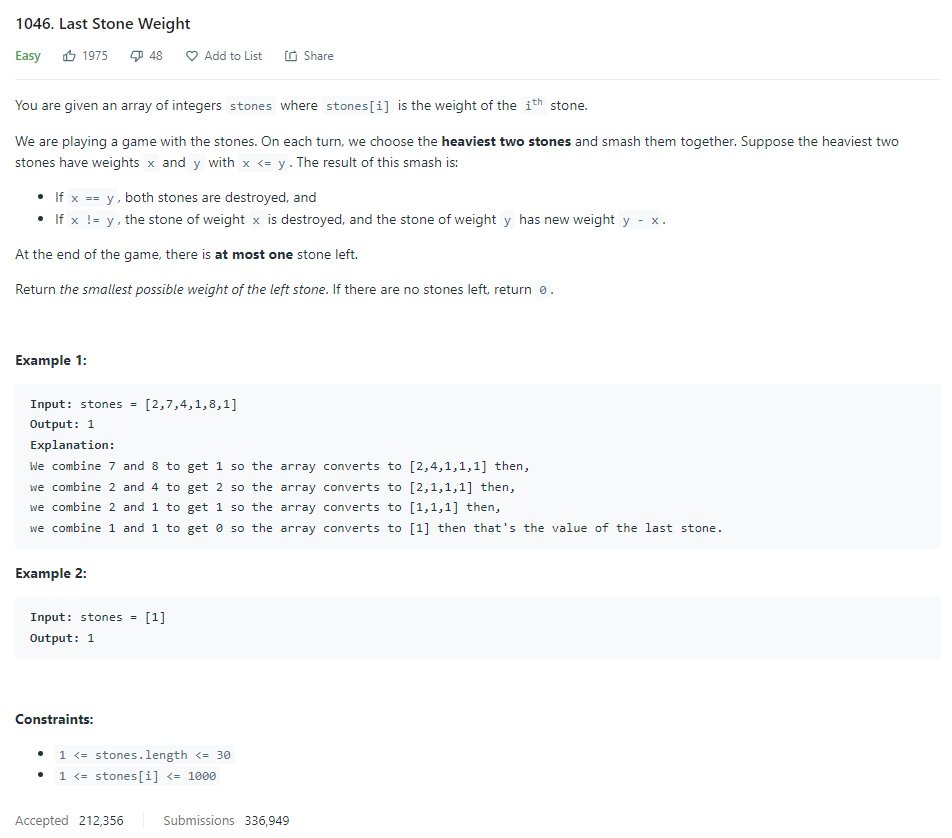 1046. Last Stone Weight
Easy 1975 48 Add to List Share
You are given an array of integers stones where stones[i] is the weight of the ith stone.
We are playing a game with the stones. On each turn, we choose the heaviest two stones and smash them together. Suppose the heaviest two
stones have weights x and y with x <= y. The result of this smash is:
• If x == y, both stones are destroyed, and
• If x != y, the stone of weight x is destroyed, and the stone of weight y has new weight y - x.
At the end of the game, there is at most one stone left.
Return the smallest possible weight of the left stone. If there are no stones left, return 0.
Example 1:
Input: stones = [2,7,4,1,8,1]
Output: 1
Explanation:
We combine 7 and 8 to get 1 so the array converts to [2,4,1,1,1] then,
we combine 2 and 4 to get 2 so the array converts to [2,1,1,1] then,
we combine 2 and 1 to get 1 so the array converts to [1,1,1] then,
we combine 1 and 1 to get 0 so the array converts to [1] then that's the value of the last stone.
Example 2:
Input: stones = [1]
Output: 1
Constraints:
• 1 <= stones.length <= 30
• 1 <= stones[i] <= 1000
Accepted 212,356 Submissions 336,949